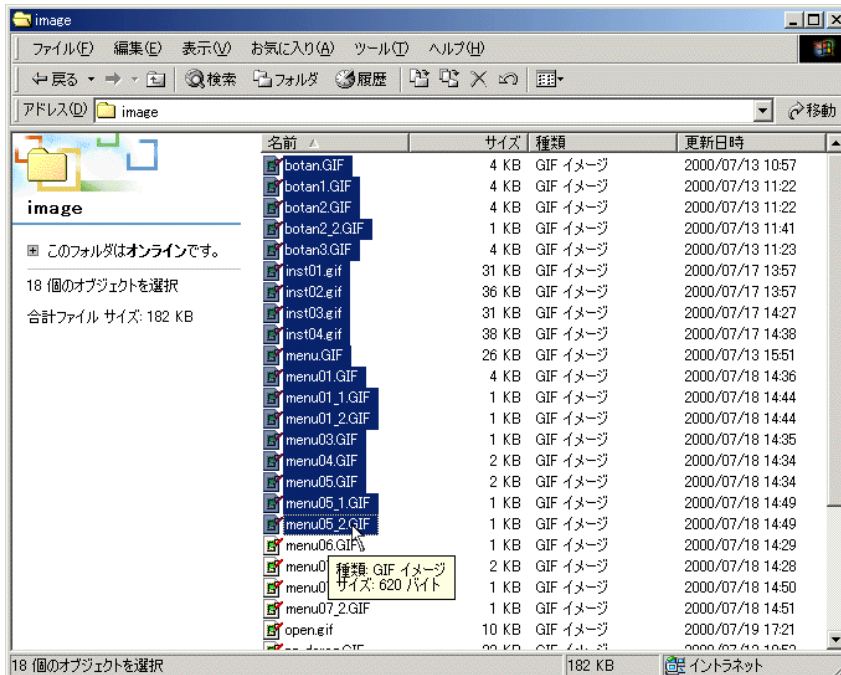 image
ファイル(F) 編集(E) 表示(V) お気に入り(A) ツール(T) ヘルプ(H)
戻る 検索 フォルダ 履歴
アドレス(D) image 移動
名前 サイズ 種類 更新日時
image
このフォルダはオンラインです。
18 個のオブジェクトを選択
合計ファイル サイズ: 182 KB
botan.GIF 4 KB GIF イメージ 2000/07/13 10:57
botan1.GIF 4 KB GIF イメージ 2000/07/13 11:22
botan2.GIF 4 KB GIF イメージ 2000/07/13 11:22
botan2_2.GIF 1 KB GIF イメージ 2000/07/13 11:41
botan3.GIF 4 KB GIF イメージ 2000/07/13 11:23
inst01.gif 31 KB GIF イメージ 2000/07/17 13:57
inst02.gif 36 KB GIF イメージ 2000/07/17 13:57
inst03.gif 31 KB GIF イメージ 2000/07/17 14:27
inst04.gif 38 KB GIF イメージ 2000/07/17 14:38
menu.GIF 26 KB GIF イメージ 2000/07/13 15:51
menu01.GIF 4 KB GIF イメージ 2000/07/18 14:36
menu01_1.GIF 1 KB GIF イメージ 2000/07/18 14:44
menu01_2.GIF 1 KB GIF イメージ 2000/07/18 14:44
menu03.GIF 1 KB GIF イメージ 2000/07/18 14:35
menu04.GIF 2 KB GIF イメージ 2000/07/18 14:34
menu05.GIF 2 KB GIF イメージ 2000/07/18 14:34
menu05_1.GIF 1 KB GIF イメージ 2000/07/18 14:49
menu05_2.GIF 1 KB GIF イメージ 2000/07/18 14:49
menu06.GIF 1 KB GIF イメージ 2000/07/18 14:29
2 KB GIF イメージ 2000/07/18 14:28
1 KB GIF イメージ 2000/07/18 14:50
種類: GIF イメージ
サイズ: 620 バイト
menu07_2.GIF 1 KB GIF イメージ 2000/07/18 14:51
open.gif 10 KB GIF イメージ 2000/07/19 17:21
18 個のオブジェクトを選択 182 KB イントラネット